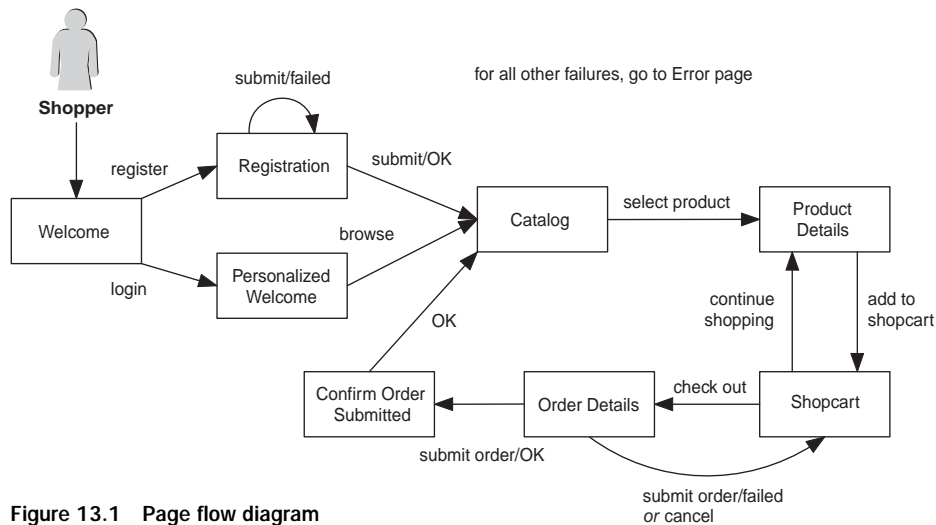 submit/failed
for all other failures, go to Error page
Shopper
register
Registration
submit/OK
Welcome
Catalog
select product
Product
Details
browse
login
Personalized
Welcome
OK
continue
shopping
add to
shopcart
Confirm Order
Submitted
Order Details
check out
Shopcart
submit order/OK
submit order/failed
or cancel
Figure 13.1 Page flow diagram